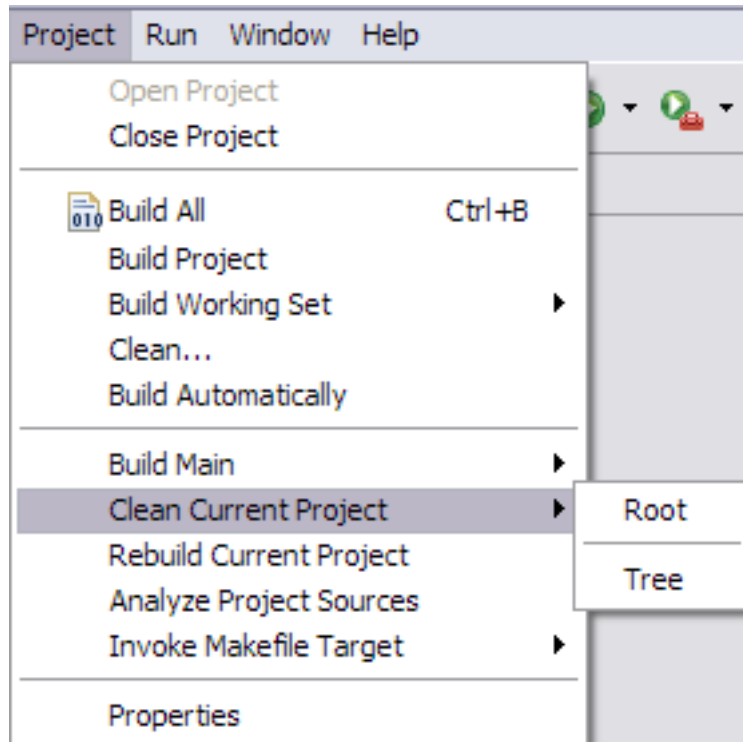 Project Run Window Help
Open Project
Close Project
010 Build All Ctrl+B
Build Project
Build Working Set
Clean...
Build Automatically
Build Main
Clean Current Project Root
Rebuild Current Project
Tree
Analyze Project Sources
Invoke Makefile Target
Properties